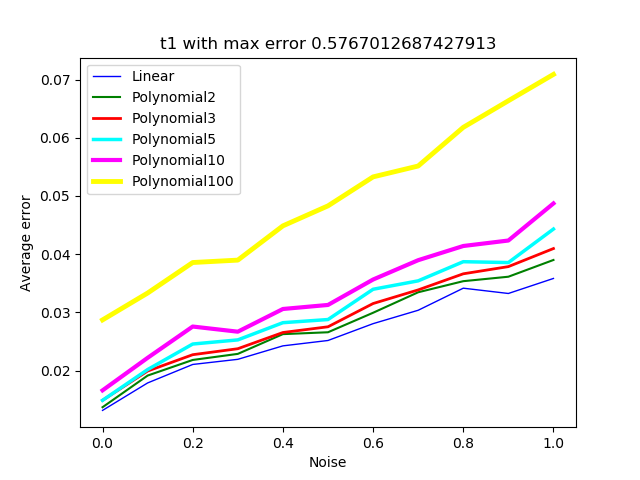 t1 with max error 0.5767012687427913
Linear
Polynomial2
Polynomial3
Polynomial5
Polynomial10
Polynomial100
Average error
0.07
0.06
0.05
0.04
0.03
0.02
0.0 0.2 0.4 0.6 0.8 1.0
Noise